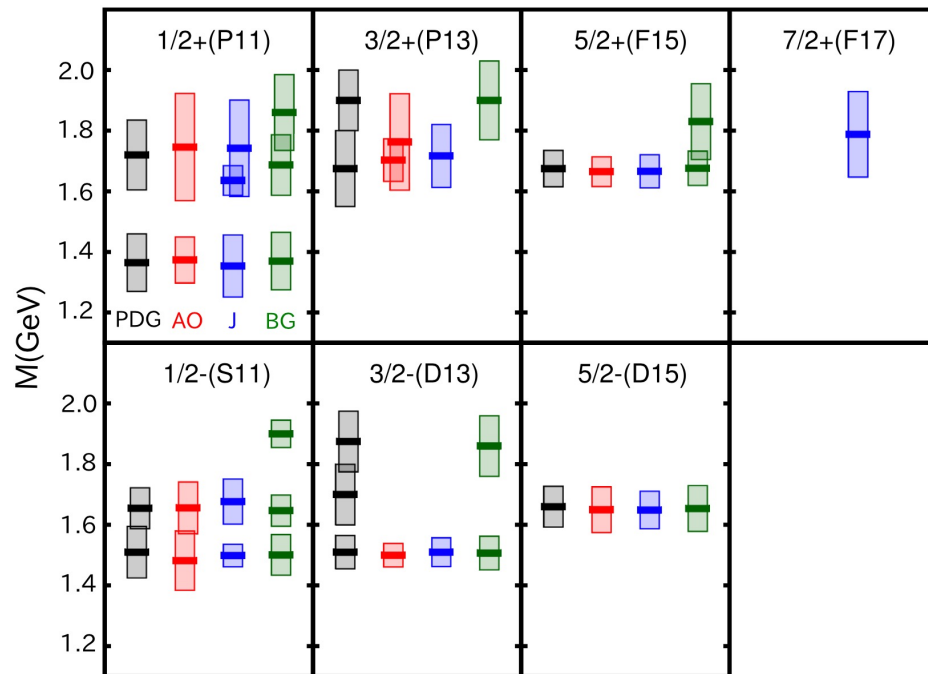 1/2+(P11) 3/2+(P13) 5/2+(F15) 7/2+(F17)
2.0
1.8
1.6
1.4
1.2
PDG AO J BG
M(GeV)
1/2-(S11) 3/2-(D13) 5/2-(D15)
2.0
1.8
1.6
1.4
1.2